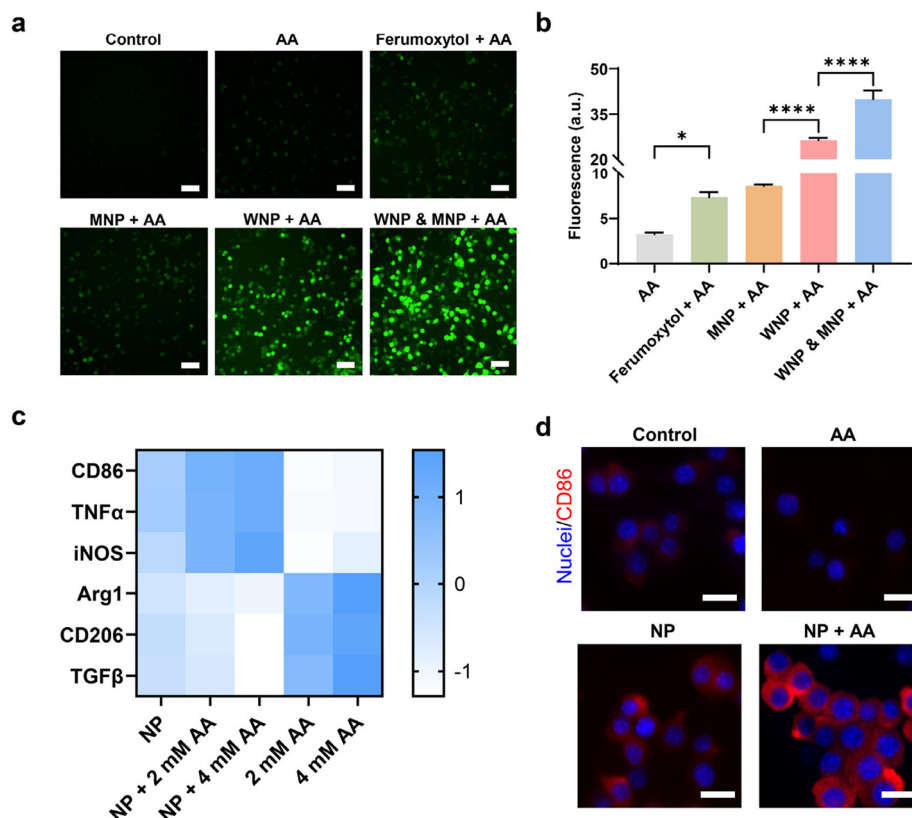 a
Control
AA
Ferumoxytol + AA
MNP + AA
WNP + AA
WNP & MNP + AA
b
Fluorescence (a.u.)
50
35
20
10
5
0
*
****
****
AA
Ferumoxytol + AA
MNP + AA
WNP + AA
WNP & MNP + AA
c
CD86
TNFα
iNOS
Arg1
CD206
TGFβ
NP
NP + 2 mM AA
NP + 4 mM AA
2 mM AA
4 mM AA
1
0
-1
d
Nuclei/CD86
Control
AA
NP
NP + AA